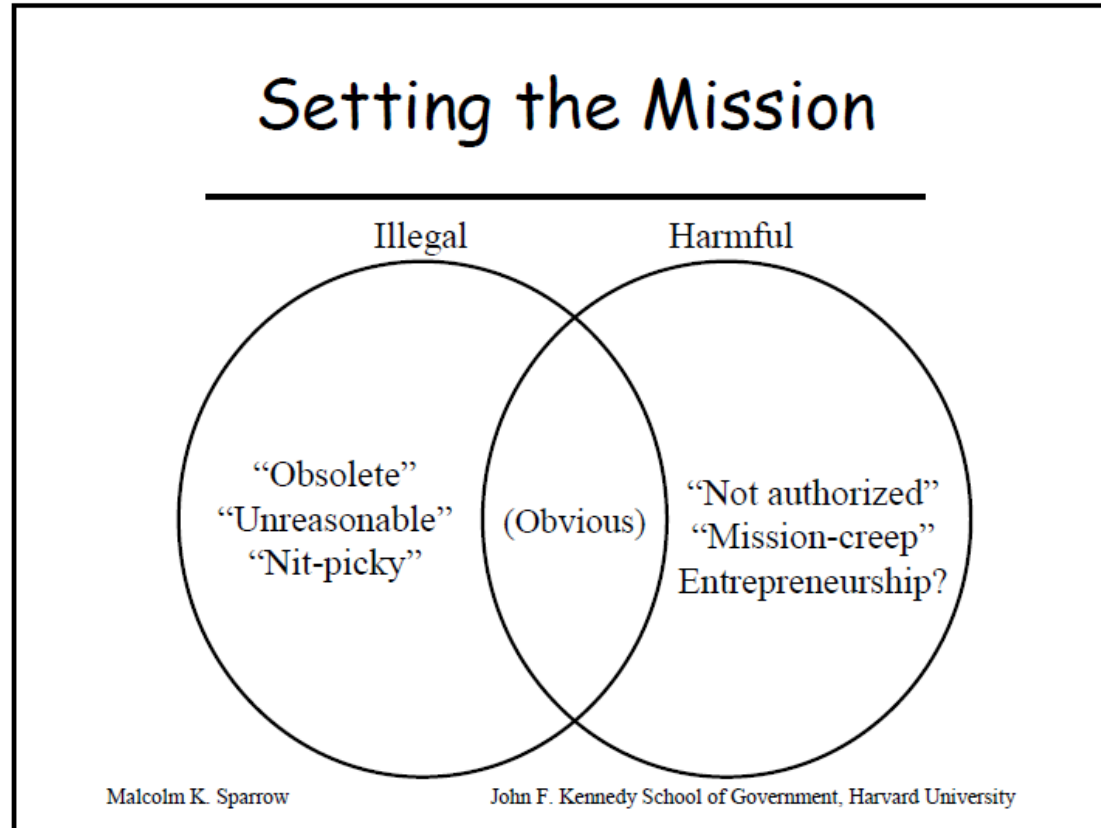 Setting the Mission
Illegal
Harmful
“Obsolete”
“Unreasonable”
“Nit-picky”
(Obvious)
“Not authorized”
“Mission-creep”
Entrepreneurship?
Malcolm K. Sparrow
John F. Kennedy School of Government, Harvard University